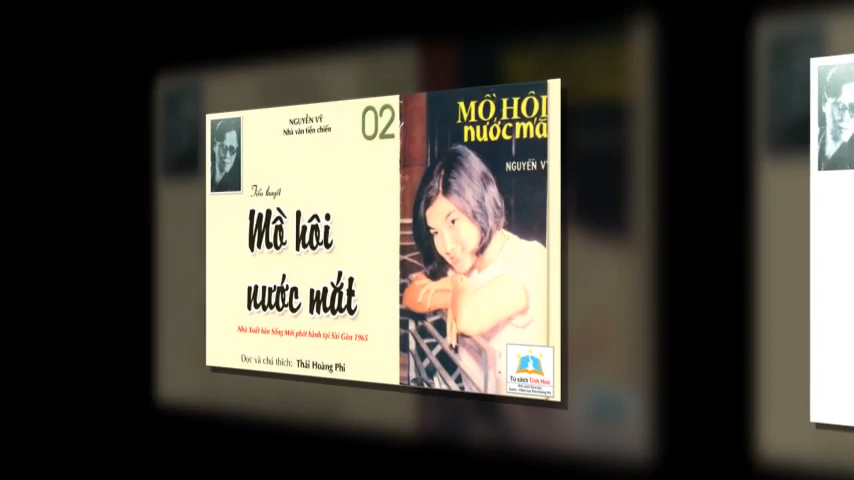 NGUYỄN VỸ
Nhà văn tiền chiến
02
Tiểu thuyết
Mồ hôi
nước mắt
Nhà Xuất bản Sống Mới phát hành tại Sài Gòn 1965
Đọc và chú thích: Thái Hoàng Phi
MỒ HÔI
nước mắ
NGUYỄN V
Tủ sách Tinh Hoa